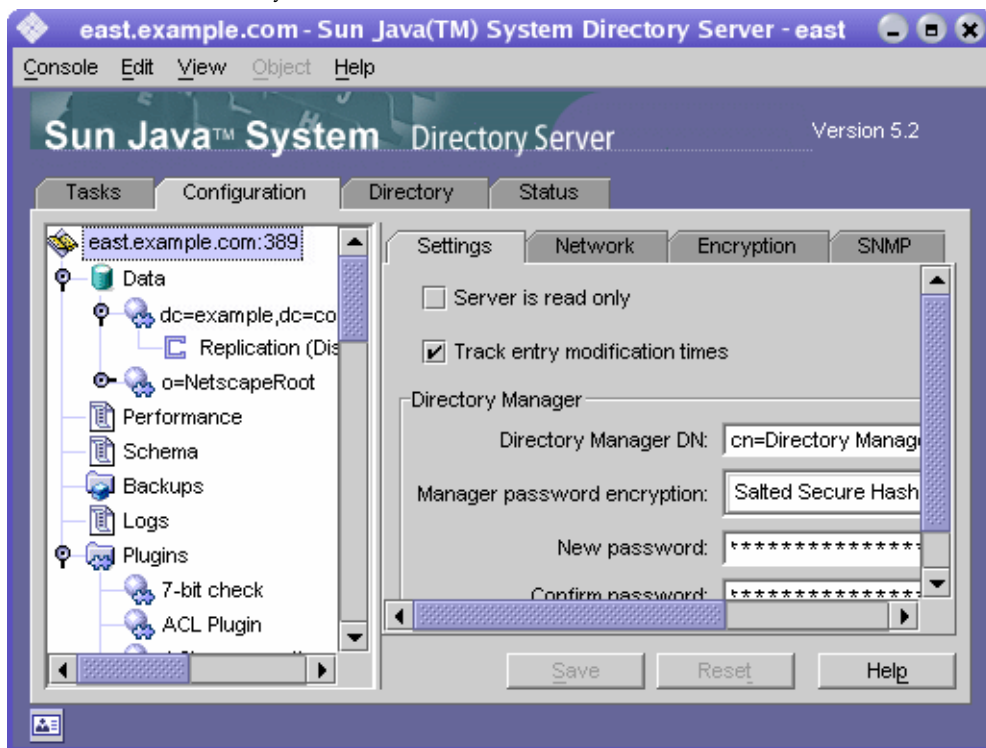 east.example.com - Sun Java(TM) System Directory Server - east
Console Edit View Object Help
Sun Java™ System Directory Server
Version 5.2
Tasks Configuration Directory Status
east.example.com:389
Data
dc=example,dc=co
Replication (Dis
o=NetscapeRoot
Performance
Schema
Backups
Logs
Plugins
7-bit check
ACL Plugin
Settings Network Encryption SNMP
Server is read only
Track entry modification times
Directory Manager
Directory Manager DN: cn=Directory Manag
Manager password encryption: Salted Secure Hash
New password: ****************
Confirm password: ****************
Save Reset Help